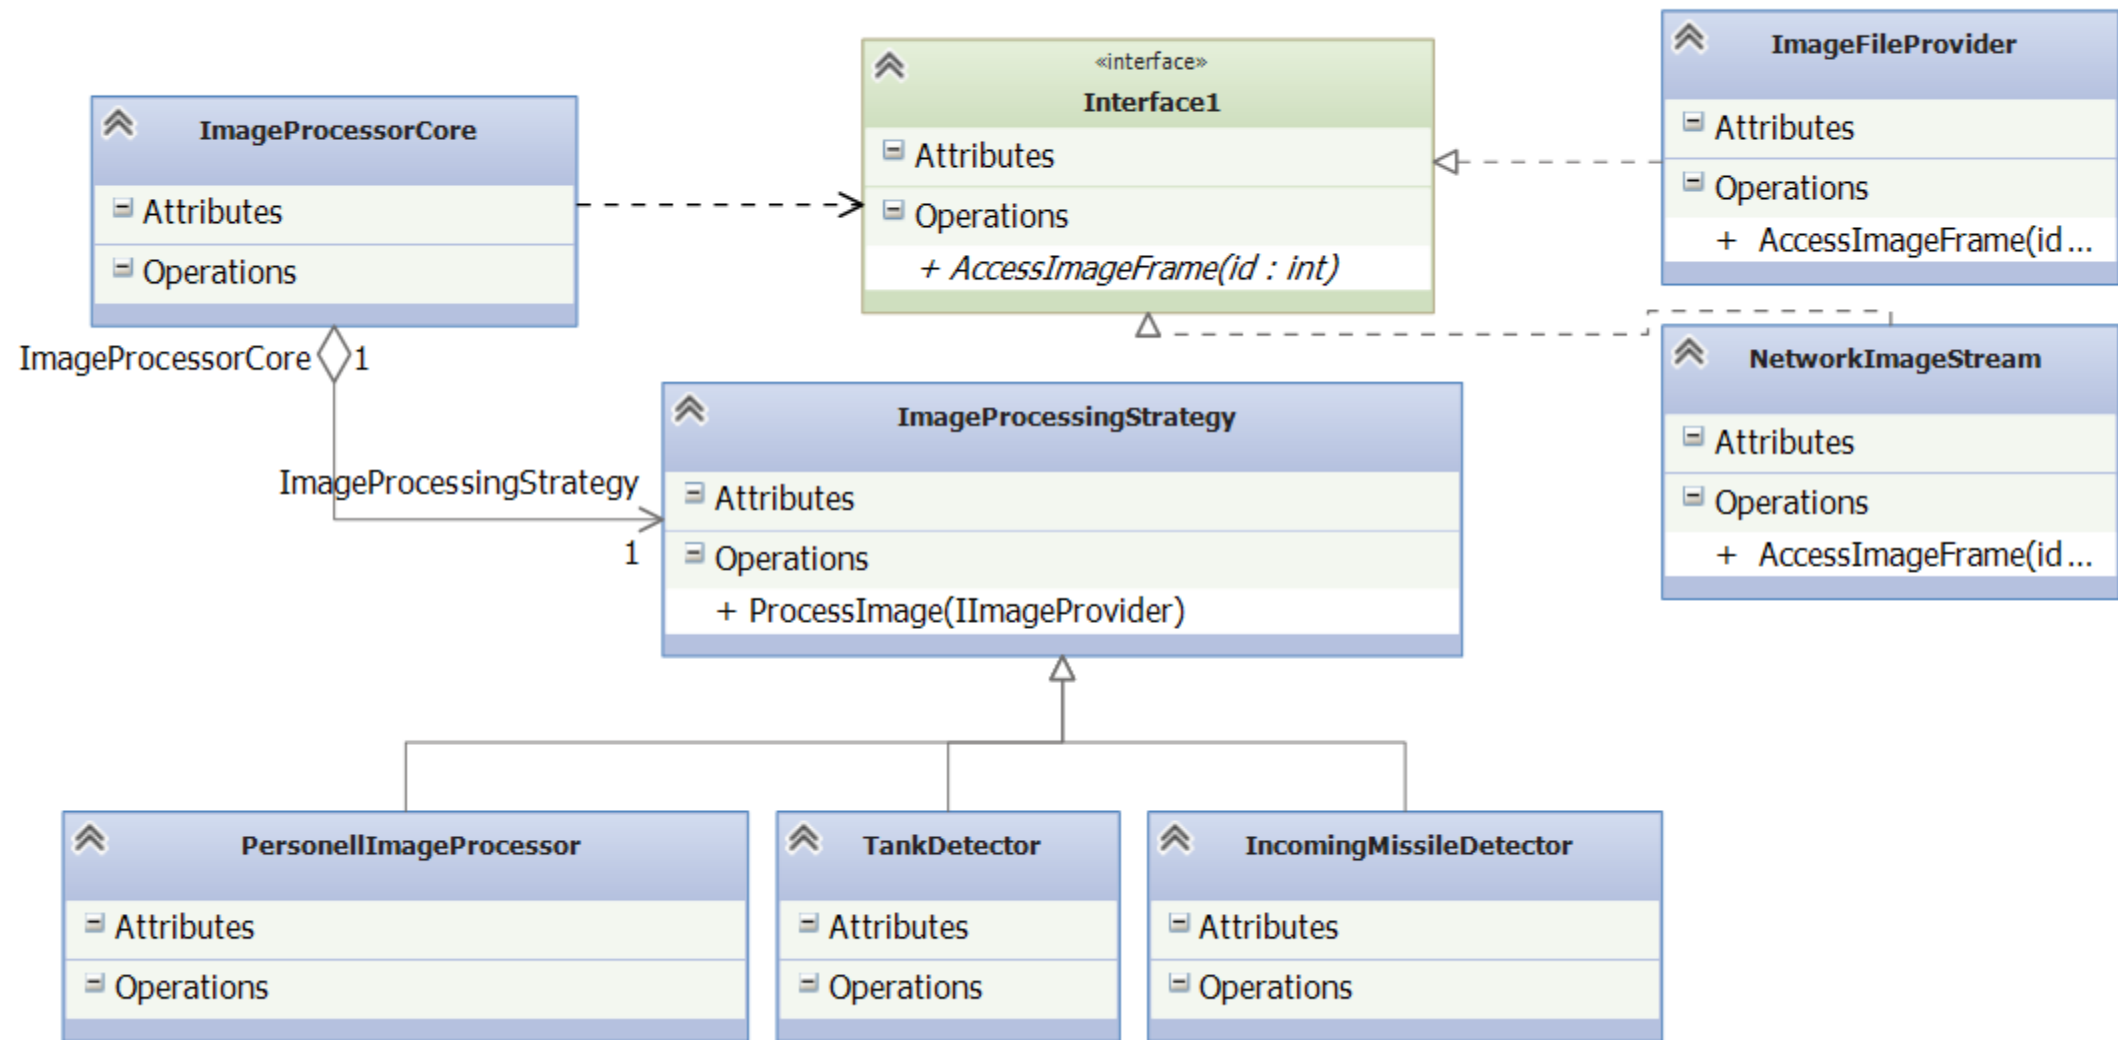 ImageProcessorCore
Attributes
Operations
ImageProcessorCore 1
ImageProcessingStrategy
1
«interface»
Interface1
Attributes
Operations
+ AccessImageFrame(id : int)
ImageFileProvider
Attributes
Operations
+ AccessImageFrame(id...
NetworkImageStream
Attributes
Operations
+ AccessImageFrame(id...
ImageProcessingStrategy
Attributes
Operations
+ ProcessImage(IImageProvider)
PersonellImageProcessor
Attributes
Operations
TankDetector
Attributes
Operations
IncomingMissileDetector
Attributes
Operations